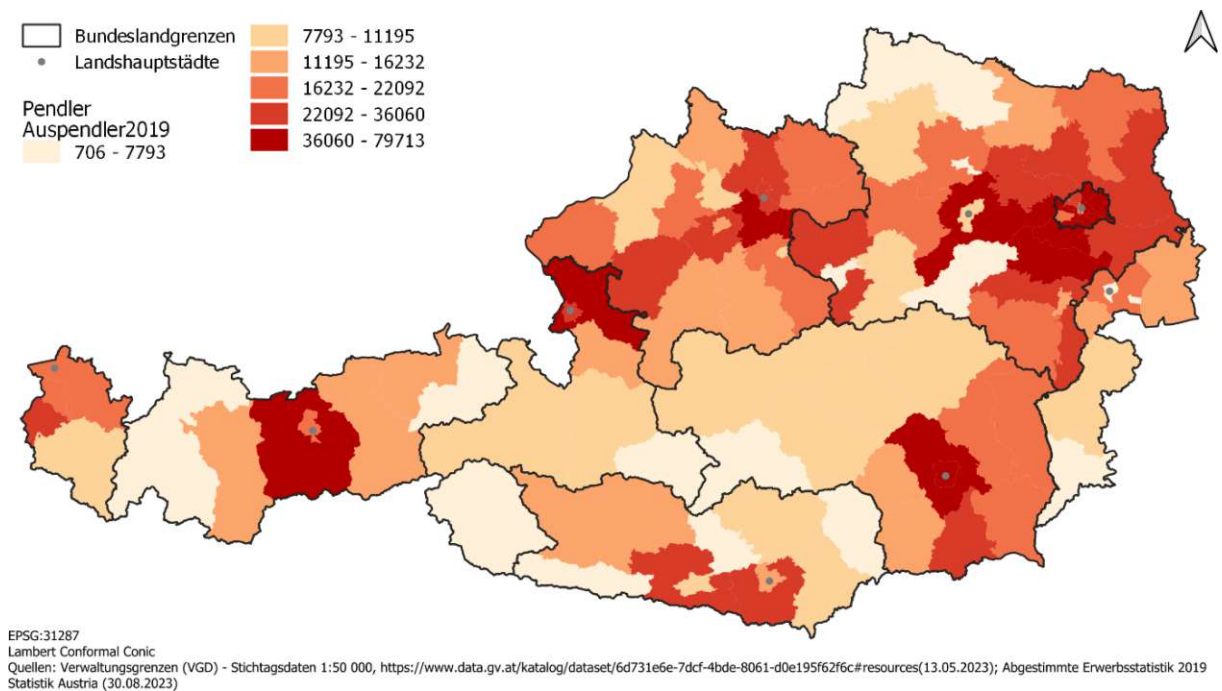 Bundeslandgrenzen
Landshauptstädte
Pendler
Auspendler2019
706 - 7793
7793 - 11195
11195 - 16232
16232 - 22092
22092 - 36060
36060 - 79713
EPSG:31287
Lambert Conformal Conic
Quellen: Verwaltungsgrenzen (VGD) - Stichtagsdaten 1:50 000, https://www.data.gv.at/katalog/dataset/6d731e6e-7dcf-4bde-8061-d0e195f62f6c#resources(13.05.2023); Abgestimmte Erwerbsstatistik 2019
Statistik Austria (30.08.2023)